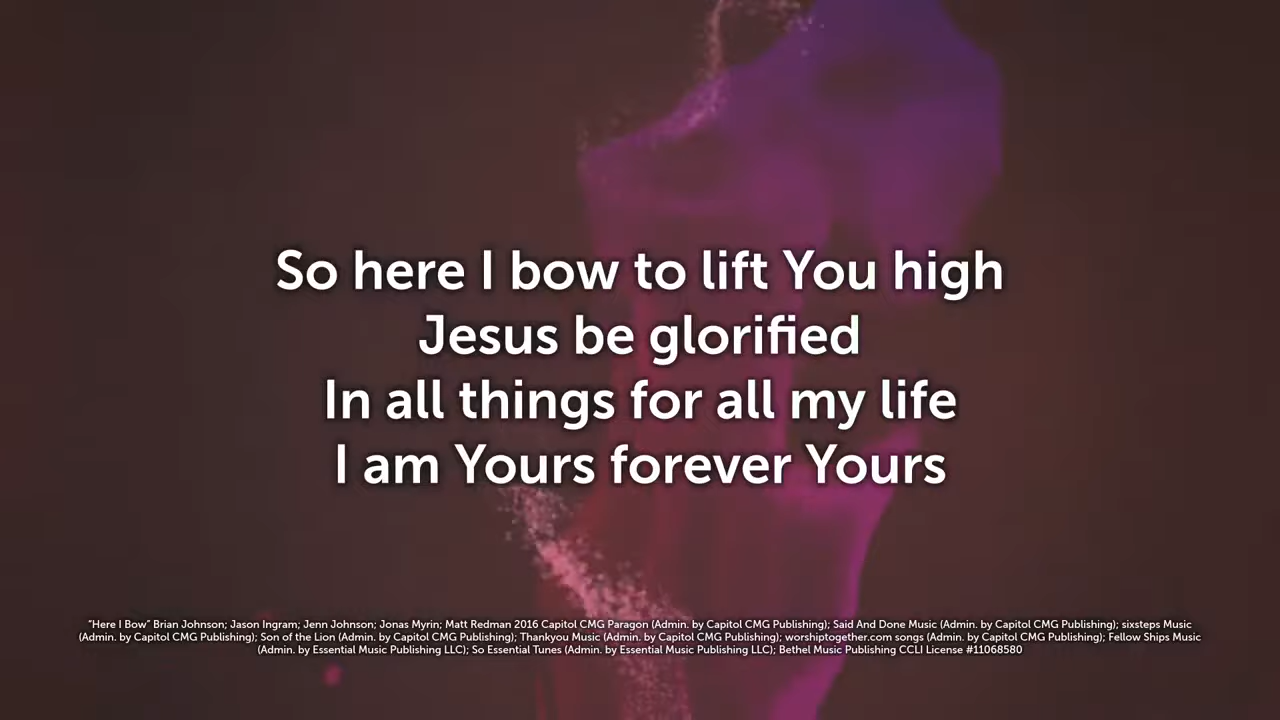 So here I bow to lift You high
Jesus be glorified
In all things for all my life
I am Yours forever Yours
"Here I Bow" Brian Johnson; Jason Ingram; Jenn Johnson; Jonas Myrin; Matt Redman 2016 Capitol CMG Paragon (Admin. by Capitol CMG Publishing); Said And Done Music (Admin. by Capitol CMG Publishing); sixsteps Music
(Admin. by Capitol CMG Publishing); Son of the Lion (Admin. by Capitol CMG Publishing); Thankyou Music (Admin. by Capitol CMG Publishing); worshiptogether.com songs (Admin. by Capitol CMG Publishing); Fellow Ships Music
(Admin. by Essential Music Publishing LLC); So Essential Tunes (Admin. by Essential Music Publishing LLC); Bethel Music Publishing CCLI License #11068580